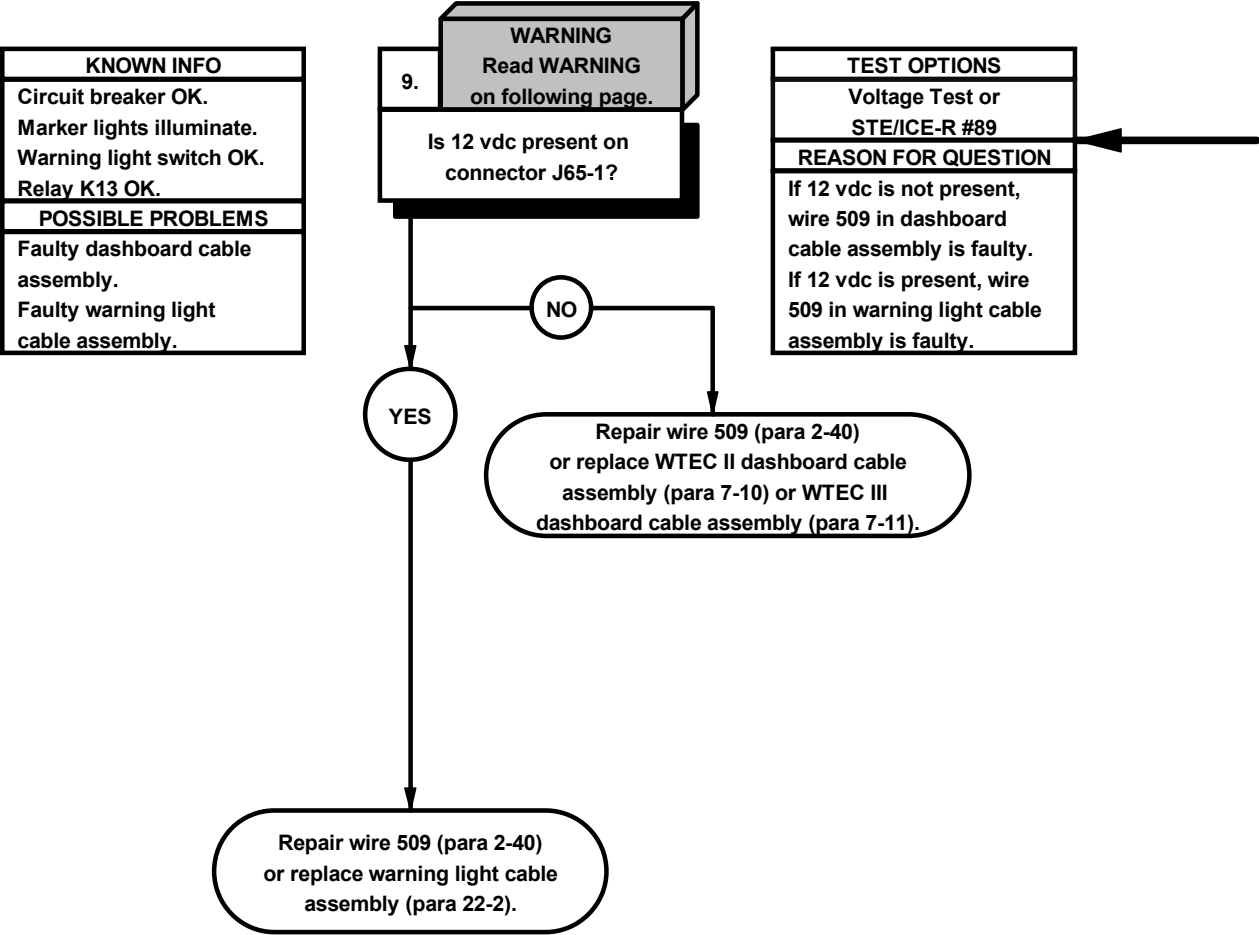 KNOWN INFO
Circuit breaker OK.
Marker lights illuminate.
Warning light switch OK.
Relay K13 OK.
POSSIBLE PROBLEMS
Faulty dashboard cable
assembly.
Faulty warning light
cable assembly.
WARNING
Read WARNING
on following page.
9.
Is 12 vdc present on
connector J65-1?
TEST OPTIONS
Voltage Test or
STE/ICE-R #89
REASON FOR QUESTION
If 12 vdc is not present,
wire 509 in dashboard
cable assembly is faulty.
If 12 vdc is present, wire
509 in warning light cable
assembly is faulty.
NO
YES
Repair wire 509 (para 2-40)
or replace WTEC II dashboard cable
assembly (para 7-10) or WTEC III
dashboard cable assembly (para 7-11).
Repair wire 509 (para 2-40)
or replace warning light cable
assembly (para 22-2).